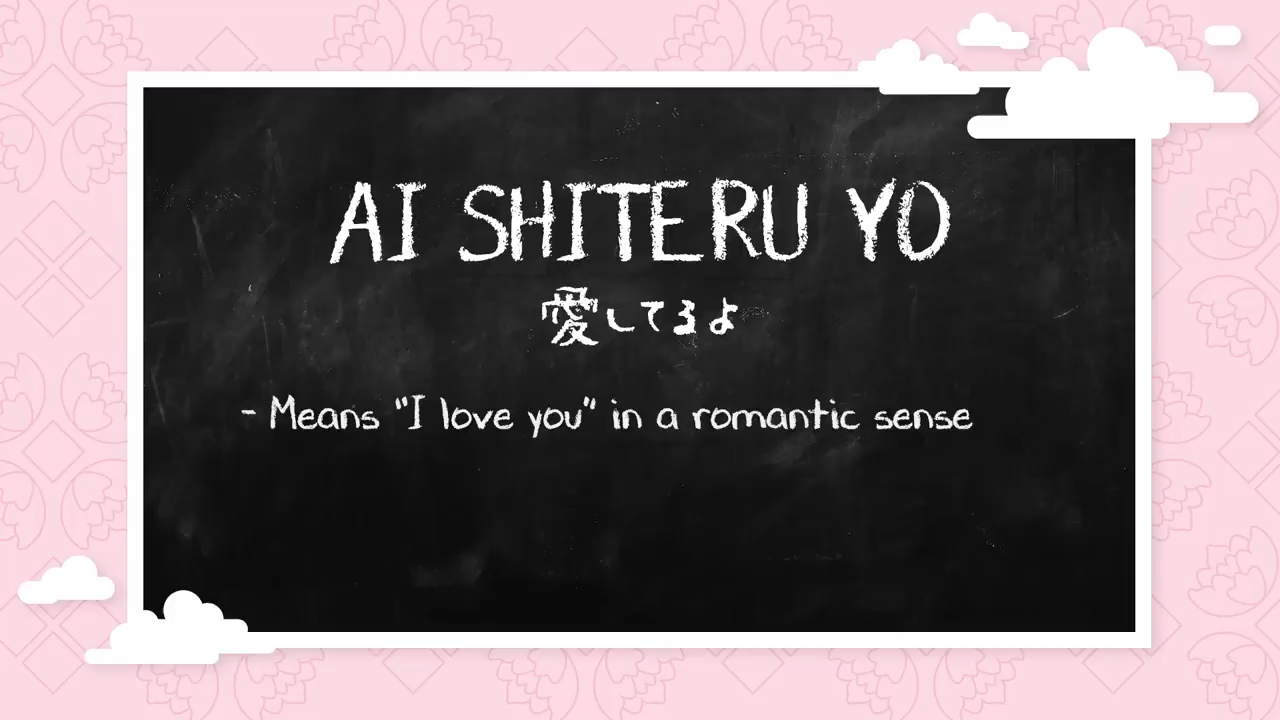 AI SHITERU YO
愛してるよ
- Means "I love you" in a romantic sense